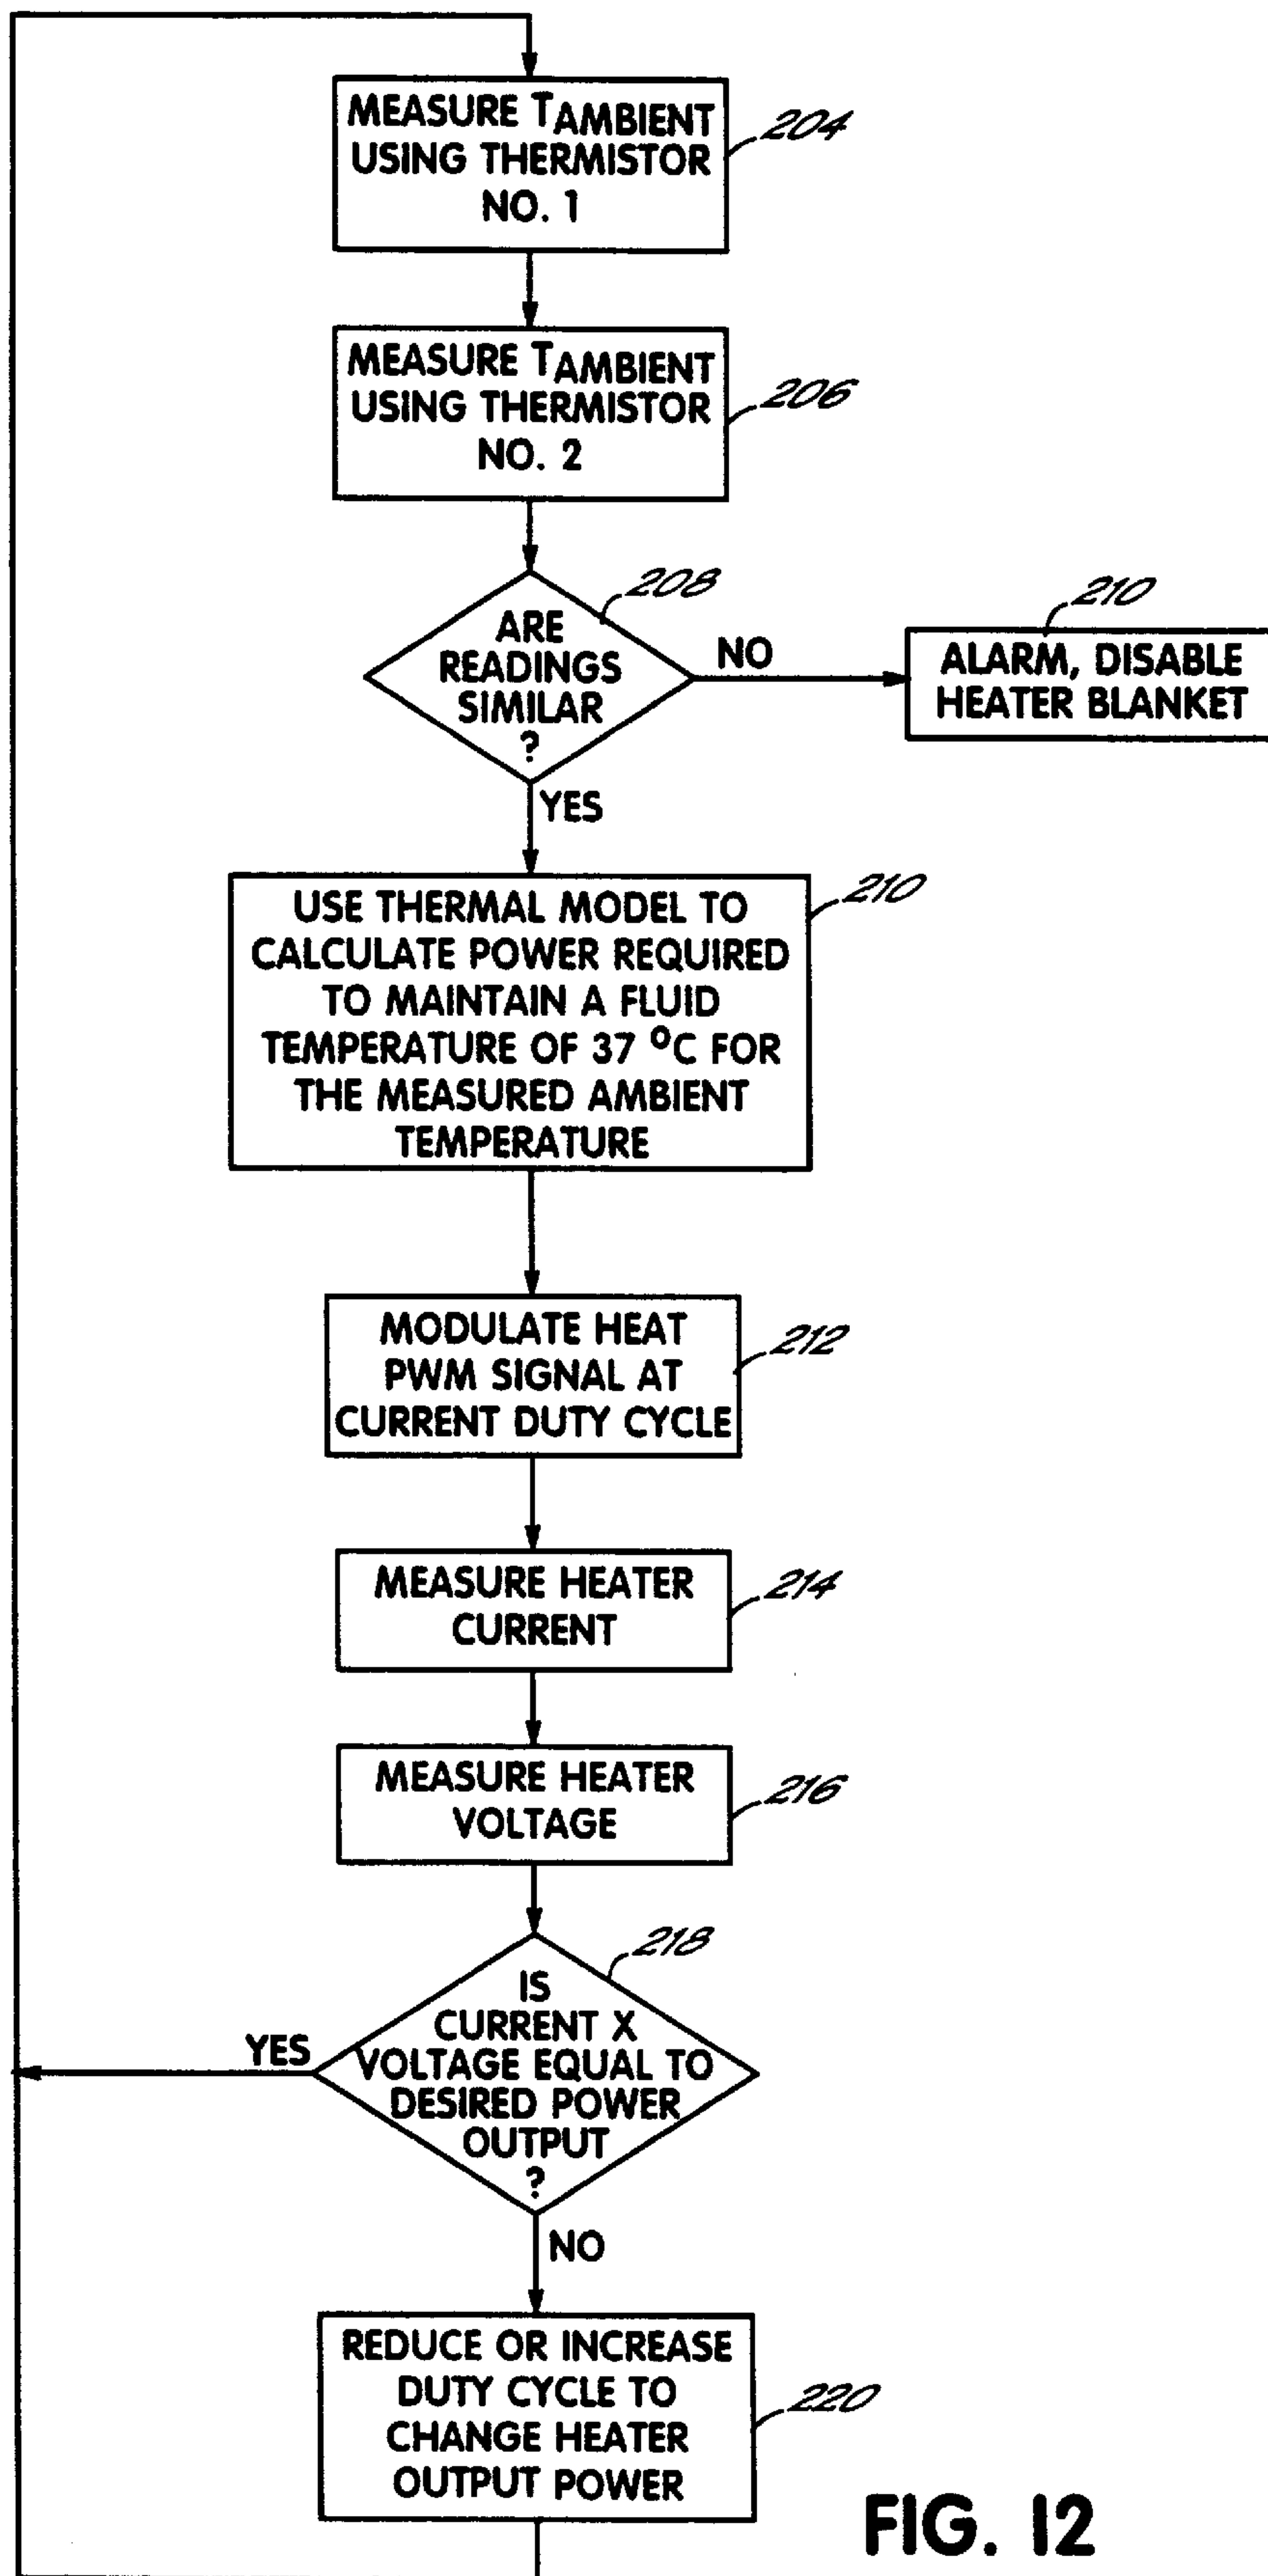 MEASURE TAMBIENT
USING THERMISTOR
NO. 1
204
MEASURE TAMBIENT
USING THERMISTOR
NO. 2
206
ARE
READINGS
SIMILAR
?
208
NO
ALARM, DISABLE
HEATER BLANKET
210
YES
USE THERMAL MODEL TO
CALCULATE POWER REQUIRED
TO MAINTAIN A FLUID
TEMPERATURE OF 37 °C FOR
THE MEASURED AMBIENT
TEMPERATURE
210
MODULATE HEAT
PWM SIGNAL AT
CURRENT DUTY CYCLE
212
MEASURE HEATER
CURRENT
214
MEASURE HEATER
VOLTAGE
216
IS
CURRENT X
VOLTAGE EQUAL TO
DESIRED POWER
OUTPUT
?
218
YES
NO
REDUCE OR INCREASE
DUTY CYCLE TO
CHANGE HEATER
OUTPUT POWER
220
FIG. 12